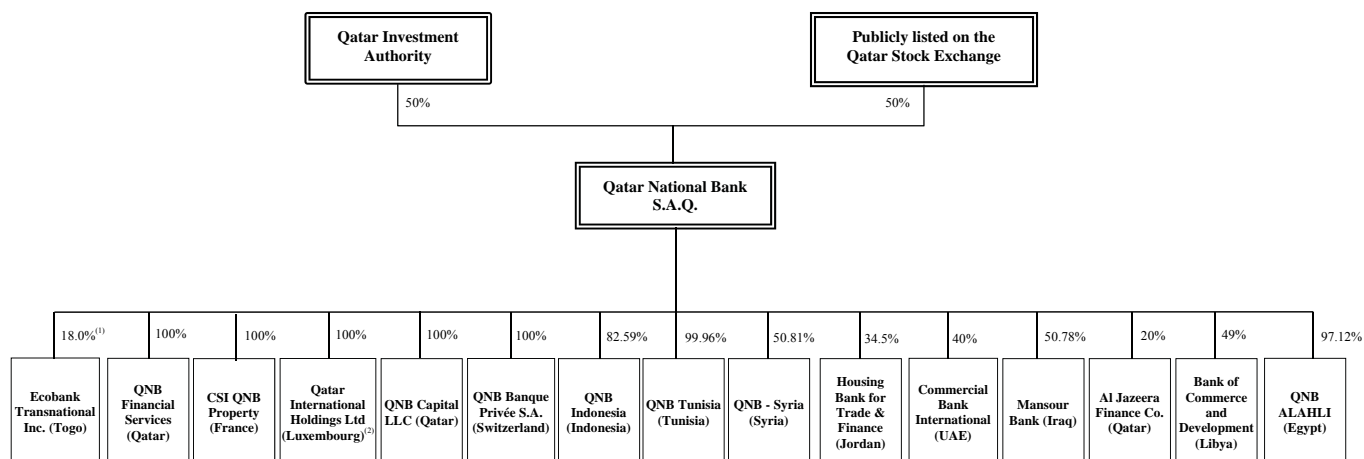 Qatar Investment
Authority
Publicly listed on the
Qatar Stock Exchange
50%
50%
Qatar National Bank
S.A.Q.
18.0%(1)
100%
100%
100%
100%
100%
82.59%
99.96%
50.81%
34.5%
40%
50.78%
20%
49%
97.12%
Ecobank
Transnational
Inc. (Togo)
QNB
Financial
Services
(Qatar)
CSI QNB
Property
(France)
Qatar
International
Holdings Ltd
(Luxembourg)(2)
QNB Capital
LLC (Qatar)
QNB Banque
Privée S.A.
(Switzerland)
QNB
Indonesia
(Indonesia)
QNB Tunisia
(Tunisia)
QNB - Syria
(Syria)
Housing
Bank for
Trade &
Finance
(Jordan)
Commercial
Bank
International
(UAE)
Mansour
Bank (Iraq)
Al Jazeera
Finance Co.
(Qatar)
Bank of
Commerce
and
Development
(Libya)
QNB
ALAHLI
(Egypt)